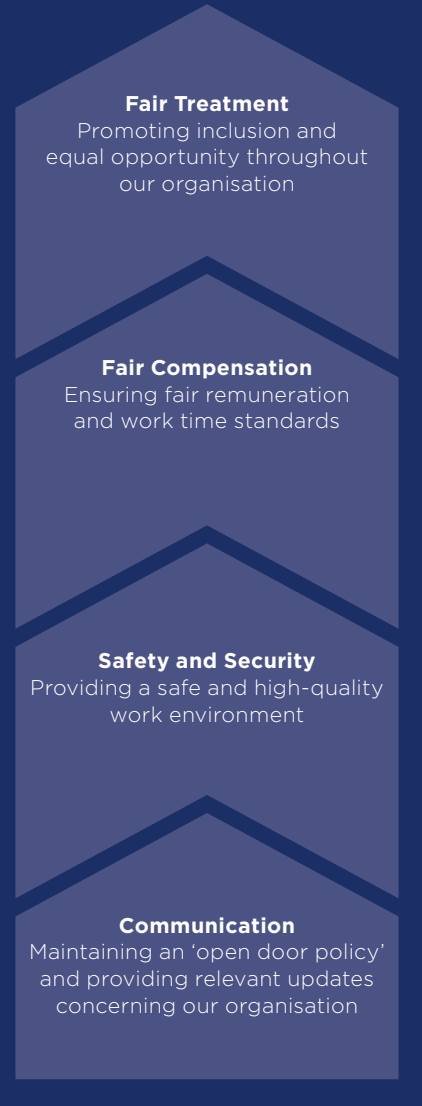 Fair Treatment
Promoting inclusion and
equal opportunity throughout
our organisation
Fair Compensation
Ensuring fair remuneration
and work time standards
Safety and Security
Providing a safe and high-quality
work environment
Communication
Maintaining an ‘open door policy’
and providing relevant updates
concerning our organisation